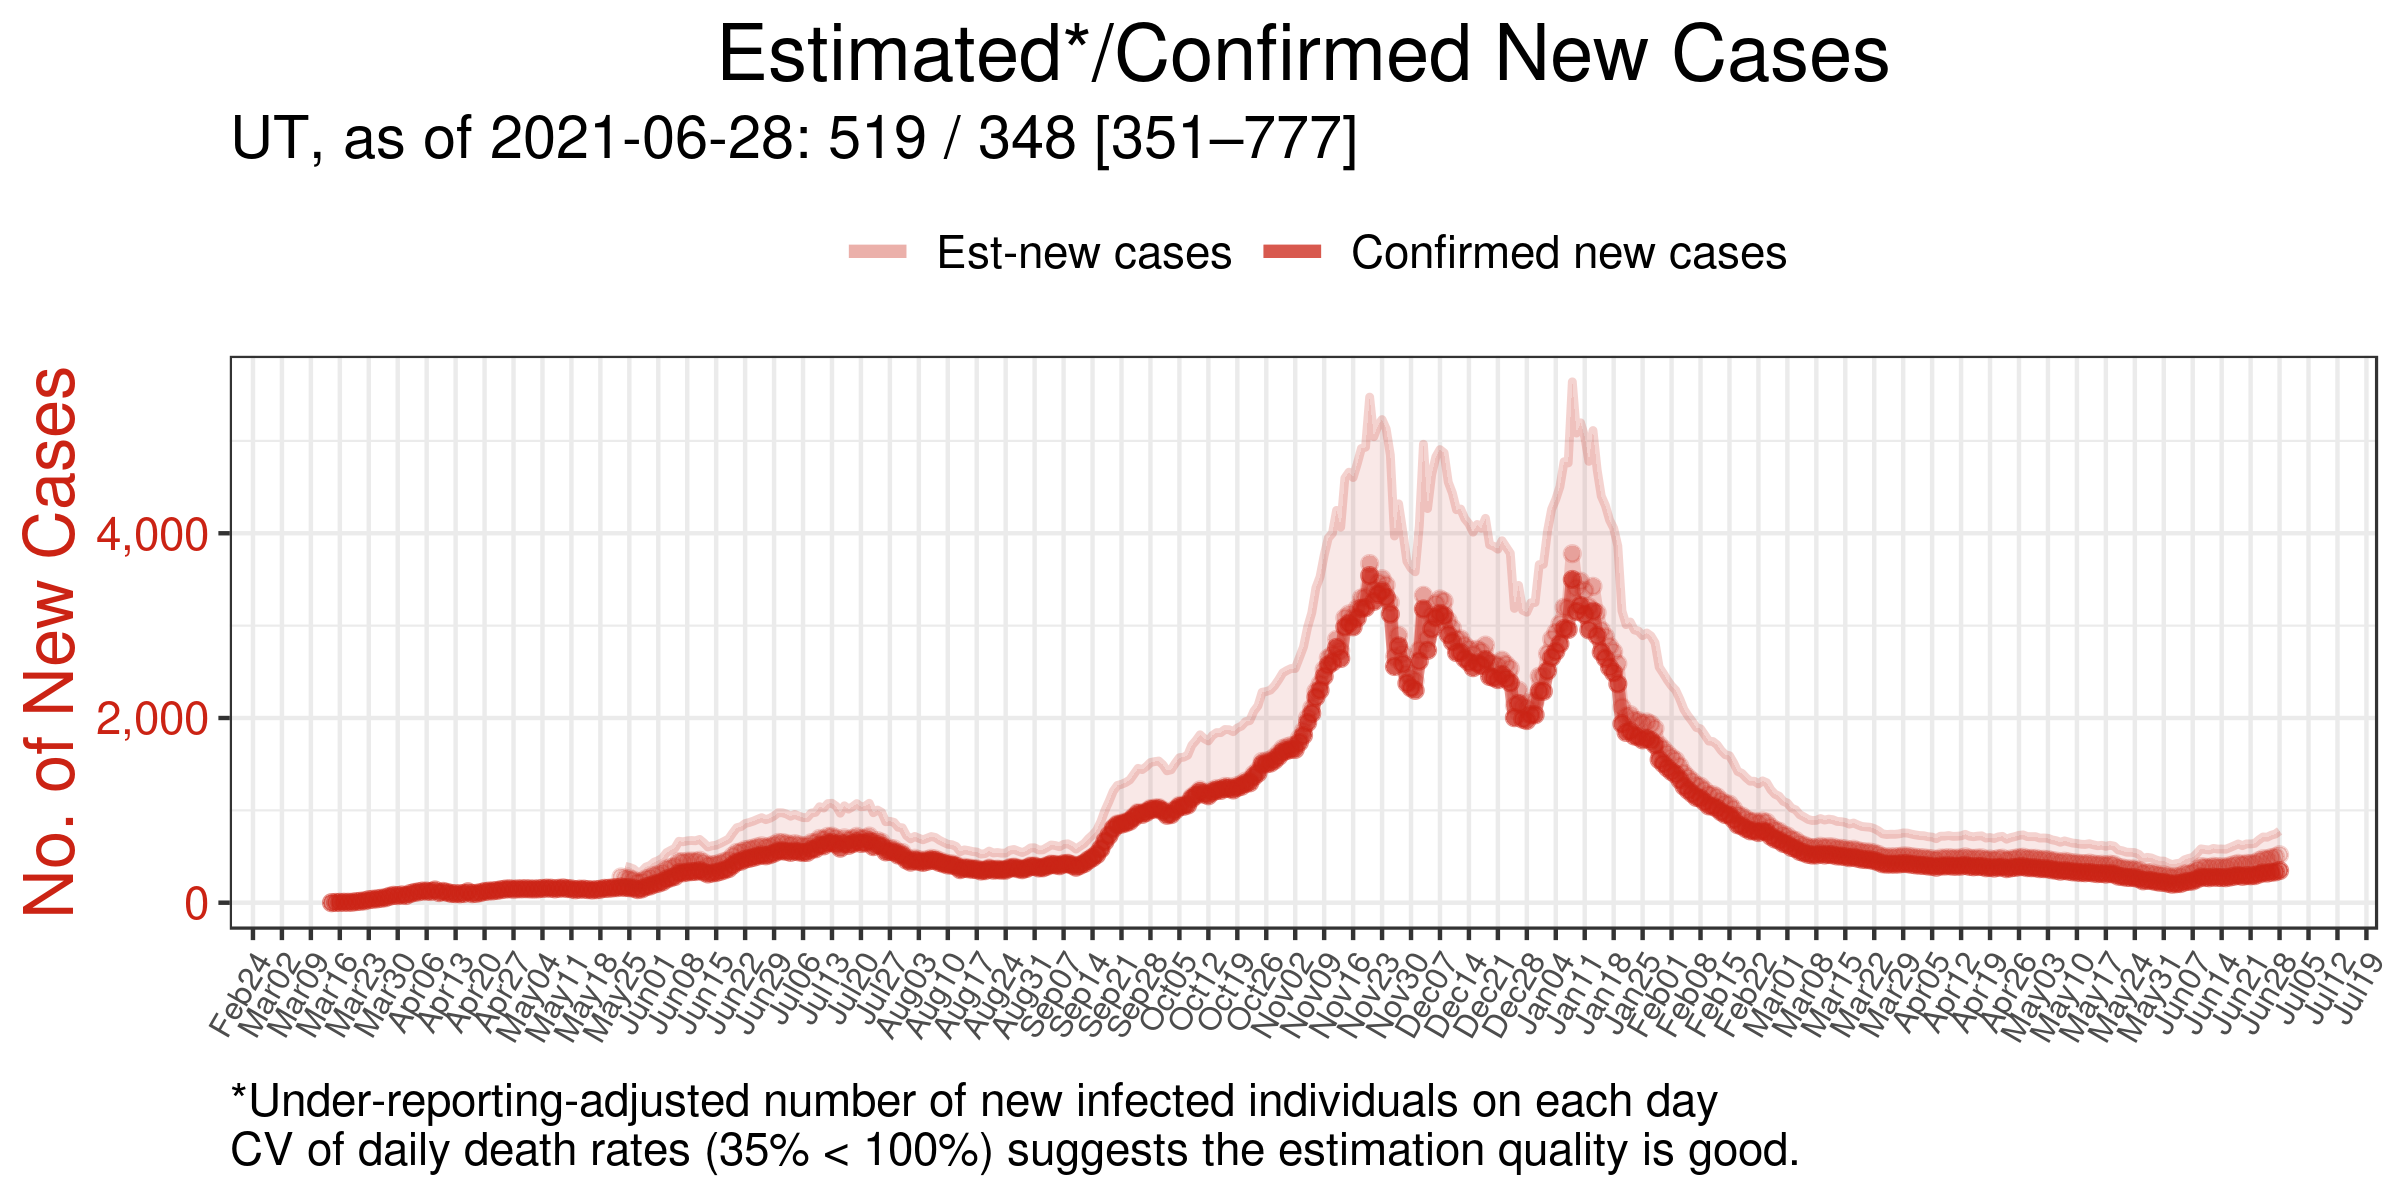 Estimated*/Confirmed New Cases
UT, as of 2021-06-28: 519 / 348 [351–777]
Est-new cases Confirmed new cases
No. of New Cases
4,000
2,000
0
Feb24 Mar02 Mar09 Mar16 Mar23 Mar30 Apr06 Apr13 Apr20 Apr27 May04 May11 May18 May25 Jun01 Jun08 Jun15 Jun22 Jun29 Jul06 Jul13 Jul20 Jul27 Aug03 Aug10 Aug17 Aug24 Aug31 Sep07 Sep14 Sep21 Sep28 Oct05 Oct12 Oct19 Oct26 Nov02 Nov09 Nov16 Nov23 Nov30 Dec07 Dec14 Dec21 Dec28 Jan04 Jan11 Jan18 Jan25 Feb01 Feb08 Feb15 Feb22 Mar01 Mar08 Mar15 Mar22 Mar29 Apr05 Apr12 Apr19 Apr26 May03 May10 May17 May24 May31 Jun07 Jun14 Jun21 Jun28 Jul05 Jul12 Jul19
*Under-reporting-adjusted number of new infected individuals on each day
CV of daily death rates (35% < 100%) suggests the estimation quality is good.